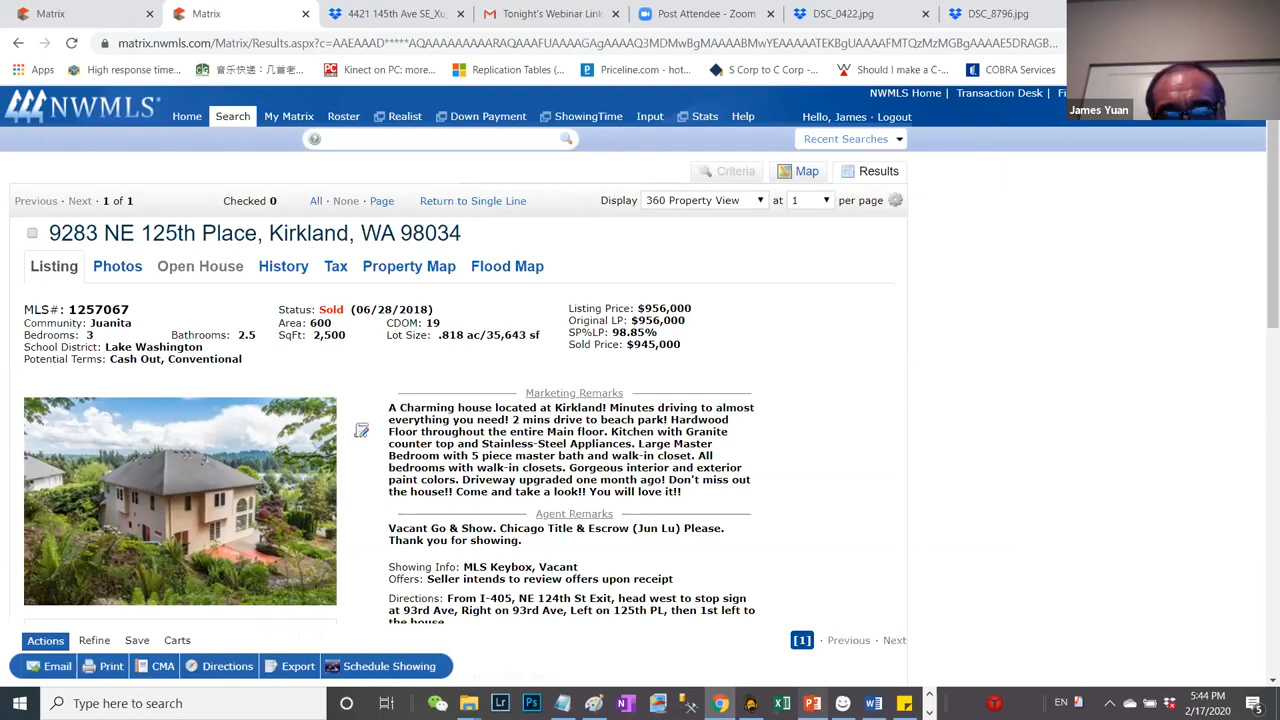 Matrix
Matrix
4421 145th Ave SE_Xu
Tonight's Webinar Link
Post Attendee - Zoom
DSC_0422.jpg
DSC_8796.jpg
matrix.nwmls.com/Matrix/Results.aspx?c=AAEAAAD*****AQAAAAAAAAARAQAAAFUAAAAGAgAAAAQ3MDMwBgMAAAABMwYEAAAATEKBgUAAAAFMTQzMzMGBgAAAAE5DRAGB...
Apps
High response time...
音乐快递：几首老...
Kinect on PC: more...
Replication Tables (...
Priceline.com - hot...
S Corp to C Corp -...
Should I make a C-...
COBRA Services
NWMLS
NWMLS Home | Transaction Desk | Fi
James Yuan
Home Search My Matrix Roster Realist Down Payment ShowingTime Input Stats Help
Hello, James · Logout
Recent Searches
Criteria Map Results
Previous · Next · 1 of 1 Checked 0 All · None · Page Return to Single Line Display 360 Property View at 1 per page
9283 NE 125th Place, Kirkland, WA 98034
Listing Photos Open House History Tax Property Map Flood Map
MLS#: 1257067 Status: Sold (06/28/2018) Listing Price: $956,000
Community: Juanita Area: 600 CDOM: 19 Original LP: $956,000
Bedrooms: 3 Bathrooms: 2.5 SqFt: 2,500 Lot Size: .818 ac/35,643 sf SP%LP: 98.85%
School District: Lake Washington Sold Price: $945,000
Potential Terms: Cash Out, Conventional
Marketing Remarks
A Charming house located at Kirkland! Minutes driving to almost
everything you need! 2 mins drive to beach park! Hardwood
Floor throughout the entire Main floor. Kitchen with Granite
counter top and Stainless-Steel Appliances. Large Master
Bedroom with 5 piece master bath and walk-in closet. All
bedrooms with walk-in closets. Gorgeous interior and exterior
paint colors. Driveway upgraded one month ago! Don't miss out
the house!! Come and take a look!! You will love it!!
Agent Remarks
Vacant Go & Show. Chicago Title & Escrow (Jun Lu) Please.
Thank you for showing.
Showing Info: MLS Keybox, Vacant
Offers: Seller intends to review offers upon receipt
Directions: From I-405, NE 124th St Exit, head west to stop sign
at 93rd Ave, Right on 93rd Ave, Left on 125th PL, then 1st left to
the house
Actions Refine Save Carts
[1] · Previous · Next
Email Print CMA Directions Export Schedule Showing
Type here to search
EN
5:44 PM
2/17/2020
5